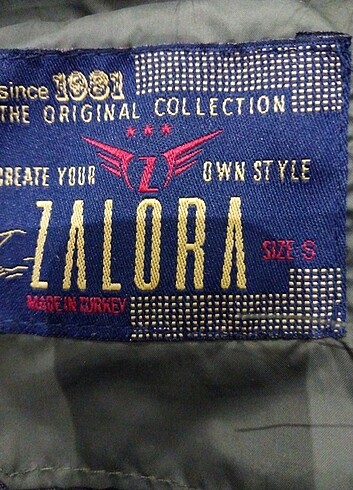 since 1981
THE ORIGINAL COLLECTION
CREATE YOUR OWN STYLE
Z
ZALORA
SIZE S
MADE IN TURKEY